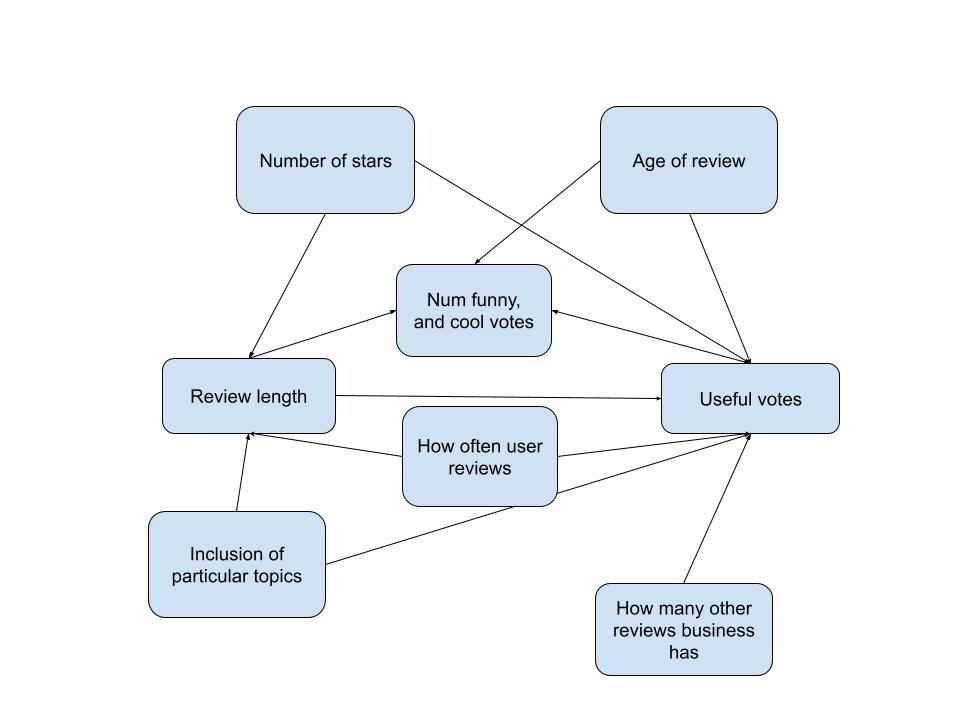 Number of stars
Age of review
Num funny,
and cool votes
Review length
Useful votes
How often user
reviews
Inclusion of
particular topics
How many other
reviews business
has